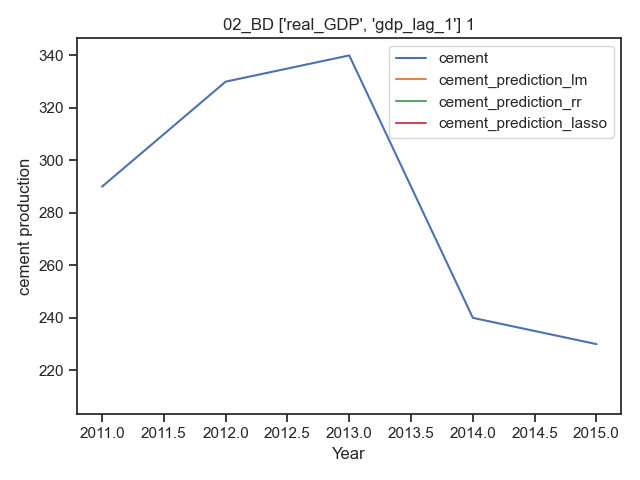 02_BD ['real_GDP', 'gdp_lag_1'] 1
cement
cement_prediction_lm
cement_prediction_rr
cement_prediction_lasso
cement production
340
320
300
280
260
240
220
2011.0 2011.5 2012.0 2012.5 2013.0 2013.5 2014.0 2014.5 2015.0
Year